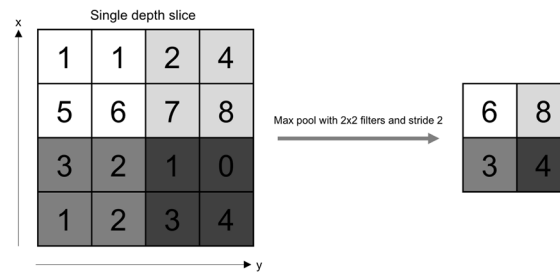 Single depth slice
x
1 1 2 4
5 6 7 8
3 2 1 0
1 2 3 4
y
Max pool with 2x2 filters and stride 2
6 8
3 4